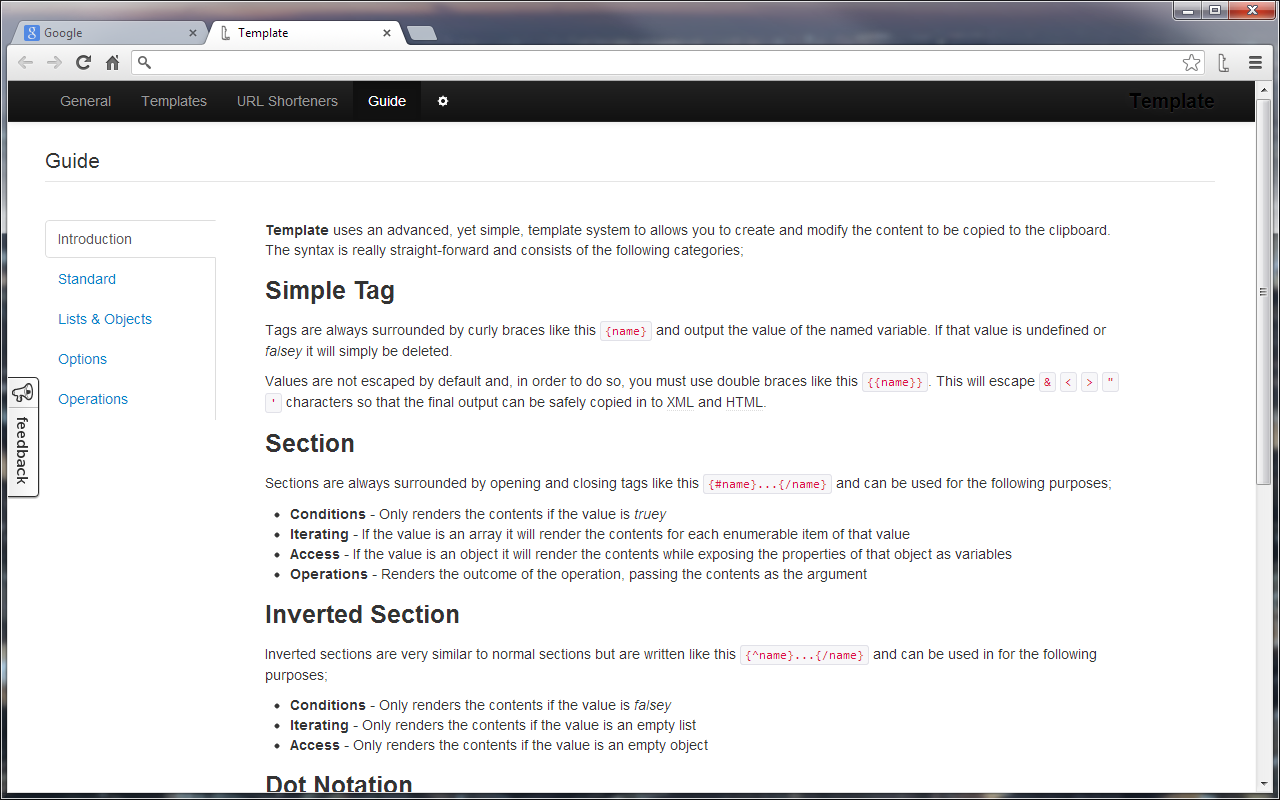 Google
Template
General Templates URL Shorteners Guide Template
Guide
Introduction
Standard
Lists & Objects
Options
Operations
feedback
Template uses an advanced, yet simple, template system to allows you to create and modify the content to be copied to the clipboard.
The syntax is really straight-forward and consists of the following categories;
Simple Tag
Tags are always surrounded by curly braces like this {name} and output the value of the named variable. If that value is undefined or
falsey it will simply be deleted.
Values are not escaped by default and, in order to do so, you must use double braces like this {{name}}. This will escape & < > "
' characters so that the final output can be safely copied in to XML and HTML.
Section
Sections are always surrounded by opening and closing tags like this {#name}...{/name} and can be used for the following purposes;
• Conditions - Only renders the contents if the value is truey
• Iterating - If the value is an array it will render the contents for each enumerable item of that value
• Access - If the value is an object it will render the contents while exposing the properties of that object as variables
• Operations - Renders the outcome of the operation, passing the contents as the argument
Inverted Section
Inverted sections are very similar to normal sections but are written like this {^name}...{/name} and can be used in for the following
purposes;
• Conditions - Only renders the contents if the value is falsey
• Iterating - Only renders the contents if the value is an empty list
• Access - Only renders the contents if the value is an empty object
Dot Notation